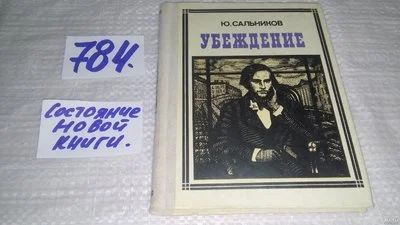 784.
Состояние
новой
книги.
Ю. САЛЬНИКОВ
УБЕЖДЕНИЕ